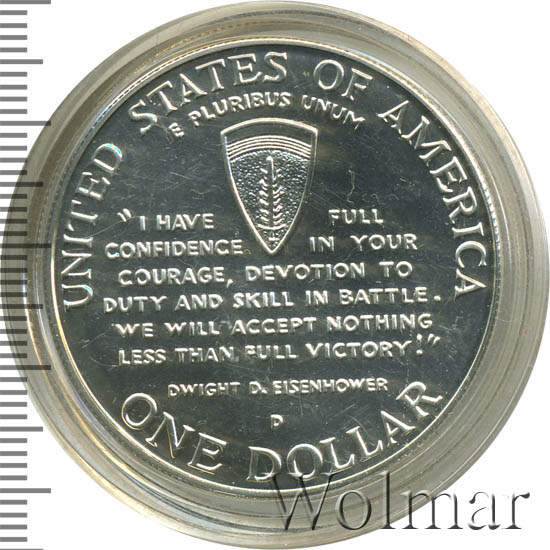 UNITED STATES OF AMERICA
E PLURIBUS UNUM
"I HAVE FULL
CONFIDENCE IN YOUR
COURAGE, DEVOTION TO
DUTY AND SKILL IN BATTLE.
WE WILL ACCEPT NOTHING
LESS THAN FULL VICTORY!"
DWIGHT D. EISENHOWER
D
ONE DOLLAR
Wolmar